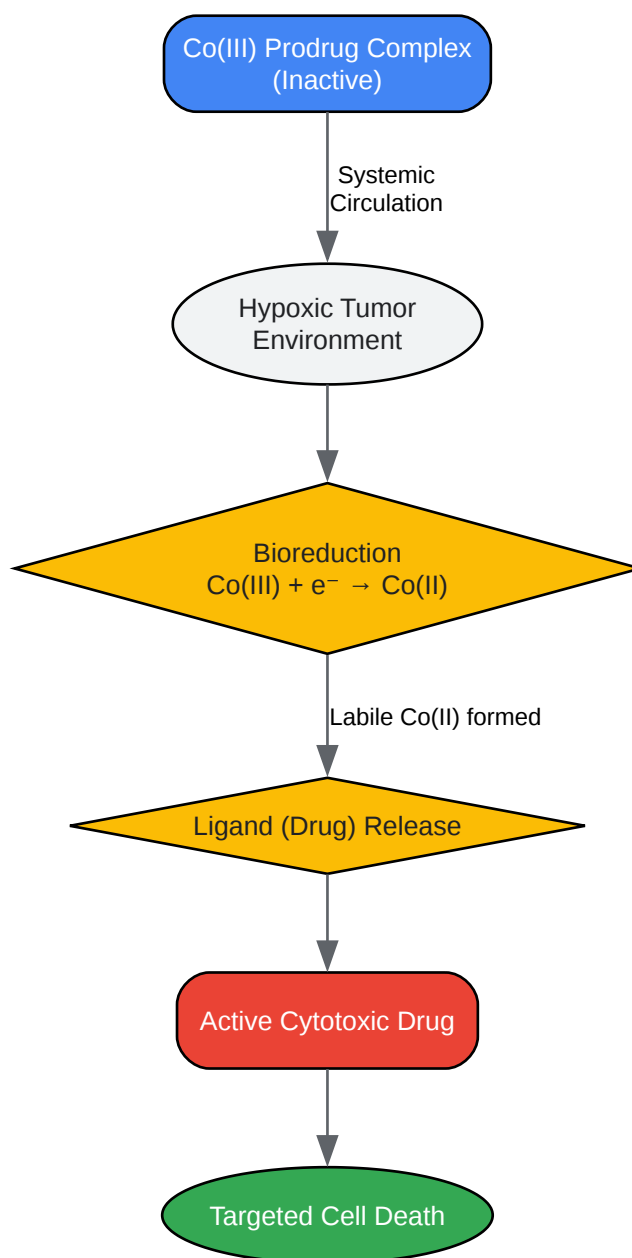 Co(III) Prodrug Complex
(Inactive)
Systemic
Circulation
Hypoxic Tumor
Environment
Bioreduction
Co(III) + e⁻ → Co(II)
Labile Co(II) formed
Ligand (Drug) Release
Active Cytotoxic Drug
Targeted Cell Death